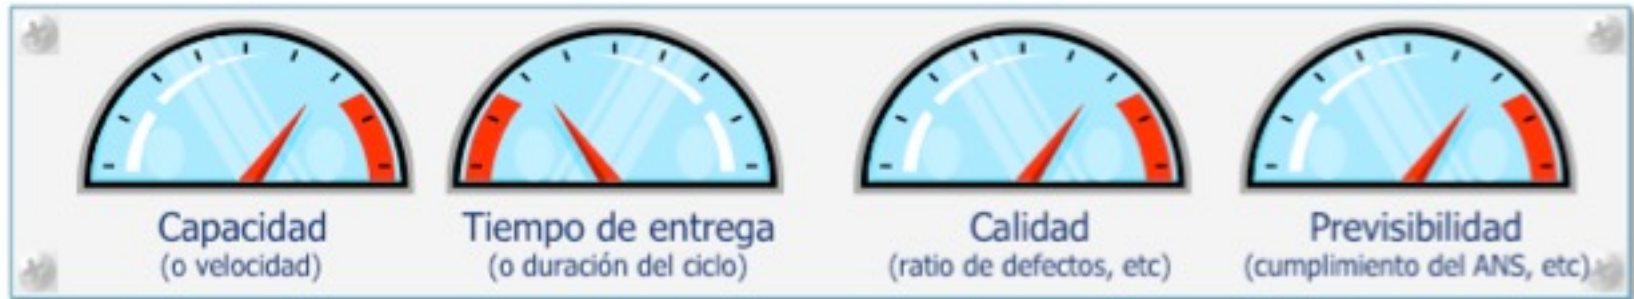 Capacidad
(o velocidad)
Tiempo de entrega
(o duración del ciclo)
Calidad
(ratio de defectos, etc)
Previsibilidad
(cumplimiento del ANS, etc)